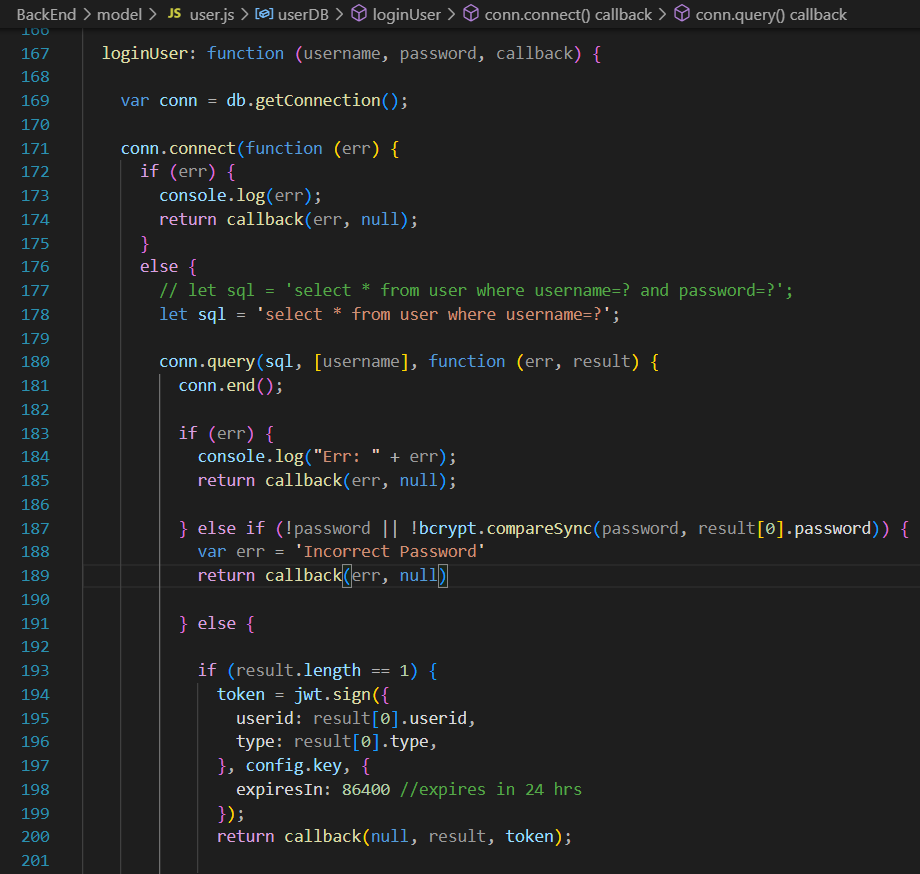 BackEnd > model > JS user.js > userDB > loginUser > conn.connect() callback > conn.query() callback
166
167 loginUser: function (username, password, callback) {
168
169 var conn = db.getConnection();
170
171 conn.connect(function (err) {
172 if (err) {
173 console.log(err);
174 return callback(err, null);
175 }
176 else {
177 // let sql = 'select * from user where username=? and password=?';
178 let sql = 'select * from user where username=?';
179
180 conn.query(sql, [username], function (err, result) {
181 conn.end();
182
183 if (err) {
184 console.log("Err: " + err);
185 return callback(err, null);
186
187 } else if (!password || !bcrypt.compareSync(password, result[0].password)) {
188 var err = 'Incorrect Password'
189 return callback(err, null)
190
191 } else {
192
193 if (result.length == 1) {
194 token = jwt.sign({
195 userid: result[0].userid,
196 type: result[0].type,
197 }, config.key, {
198 expiresIn: 86400 //expires in 24 hrs
199 });
200 return callback(null, result, token);
201